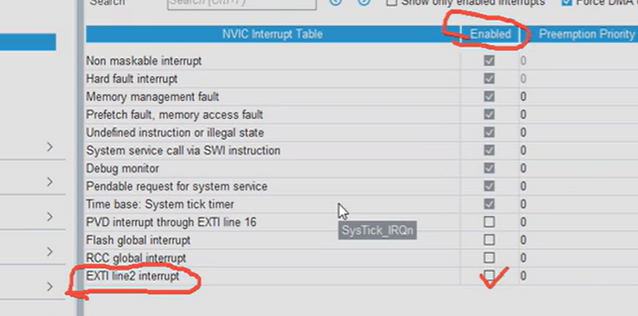 Search Search (Ctrl+F) Show only enabled interrupts Force DMA
NVIC Interrupt Table Enabled Preemption Priority
Non maskable interrupt 0
Hard fault interrupt 0
Memory management fault 0
Prefetch fault, memory access fault 0
Undefined instruction or illegal state 0
System service call via SWI instruction 0
Debug monitor 0
Pendable request for system service 0
Time base: System tick timer 0
SysTick_IRQn
PVD interrupt through EXTI line 16 0
Flash global interrupt 0
RCC global interrupt 0
EXTI line2 interrupt 0